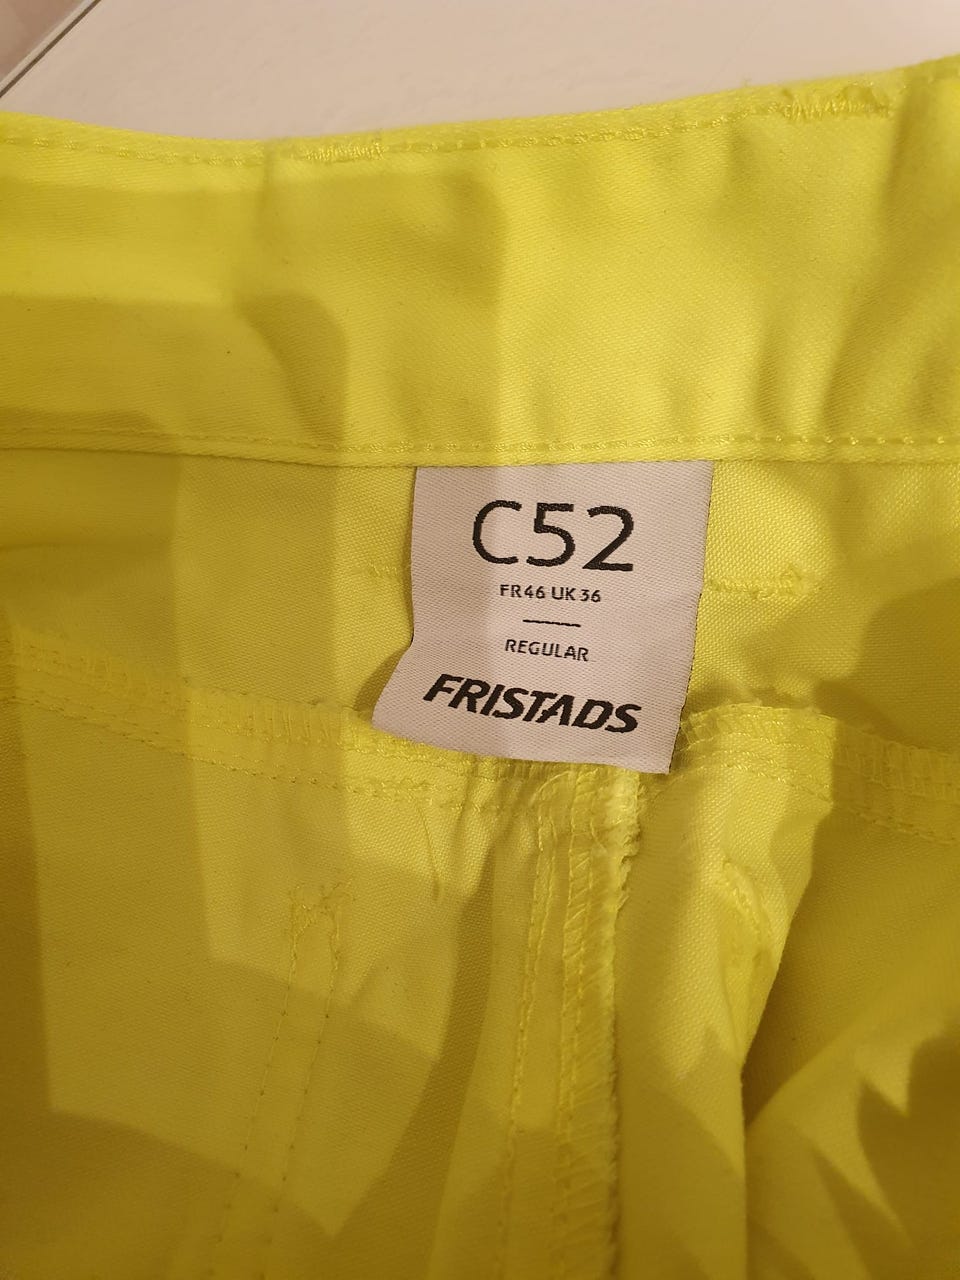 C52
FR46 UK 36
REGULAR
FRISTADS